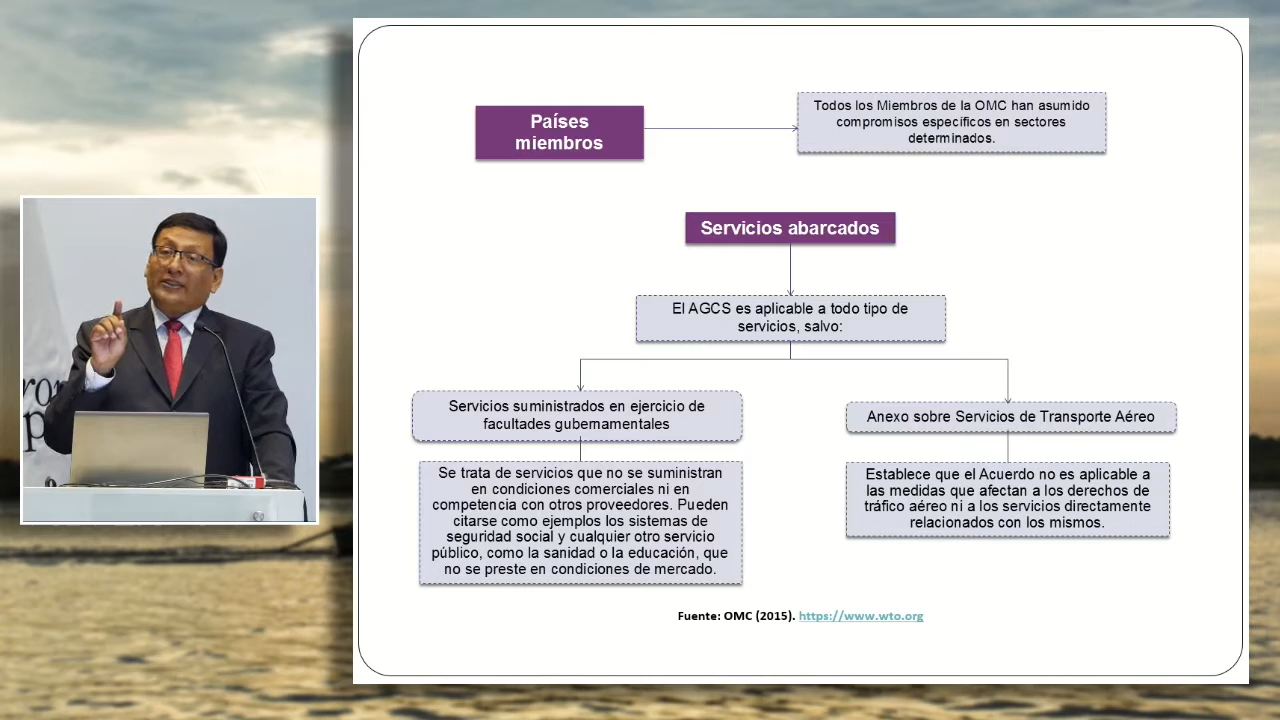 Países
miembros
Todos los Miembros de la OMC han asumido
compromisos específicos en sectores
determinados.
Servicios abarcados
El AGCS es aplicable a todo tipo de
servicios, salvo:
Servicios suministrados en ejercicio de
facultades gubernamentales
Se trata de servicios que no se suministran
en condiciones comerciales ni en
competencia con otros proveedores. Pueden
citarse como ejemplos los sistemas de
seguridad social y cualquier otro servicio
público, como la sanidad o la educación, que
no se preste en condiciones de mercado.
Anexo sobre Servicios de Transporte Aéreo
Establece que el Acuerdo no es aplicable a
las medidas que afectan a los derechos de
tráfico aéreo ni a los servicios directamente
relacionados con los mismos.
Fuente: OMC (2015). https://www.wto.org